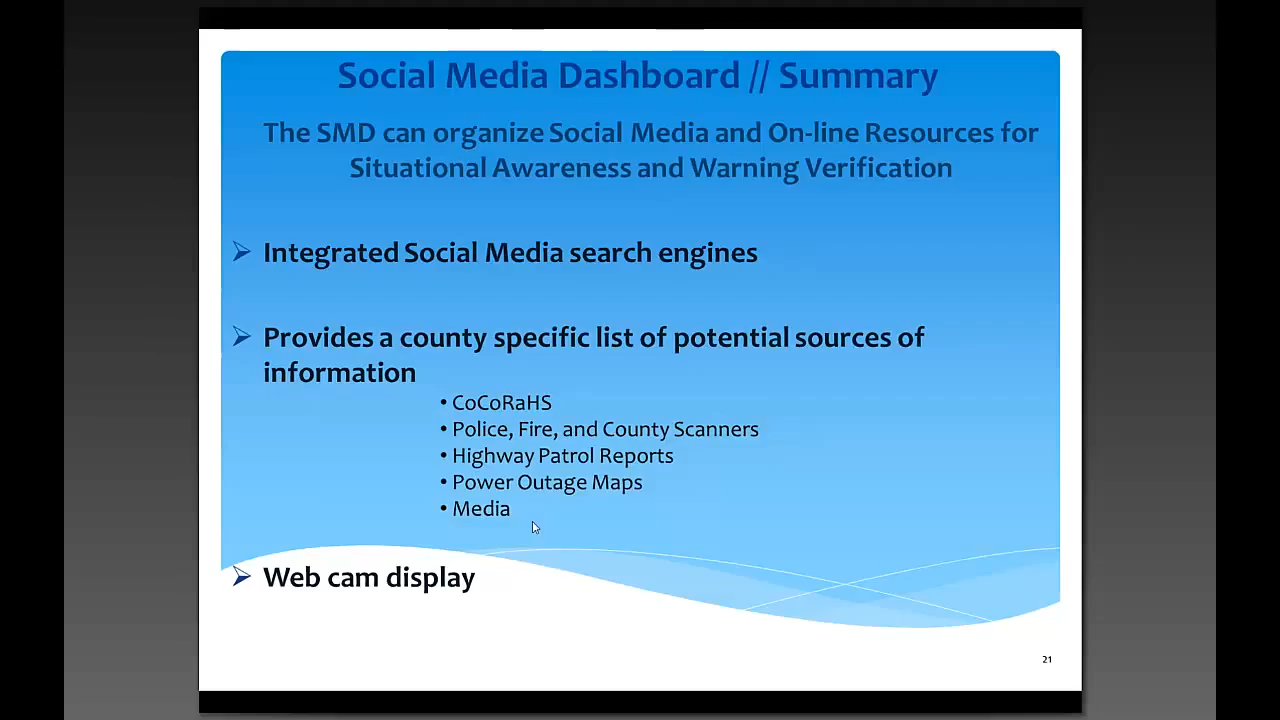 Social Media Dashboard // Summary
The SMD can organize Social Media and On-line Resources for
Situational Awareness and Warning Verification
➢ Integrated Social Media search engines
➢ Provides a county specific list of potential sources of
information
• CoCoRaHS
• Police, Fire, and County Scanners
• Highway Patrol Reports
• Power Outage Maps
• Media
➢ Web cam display
21